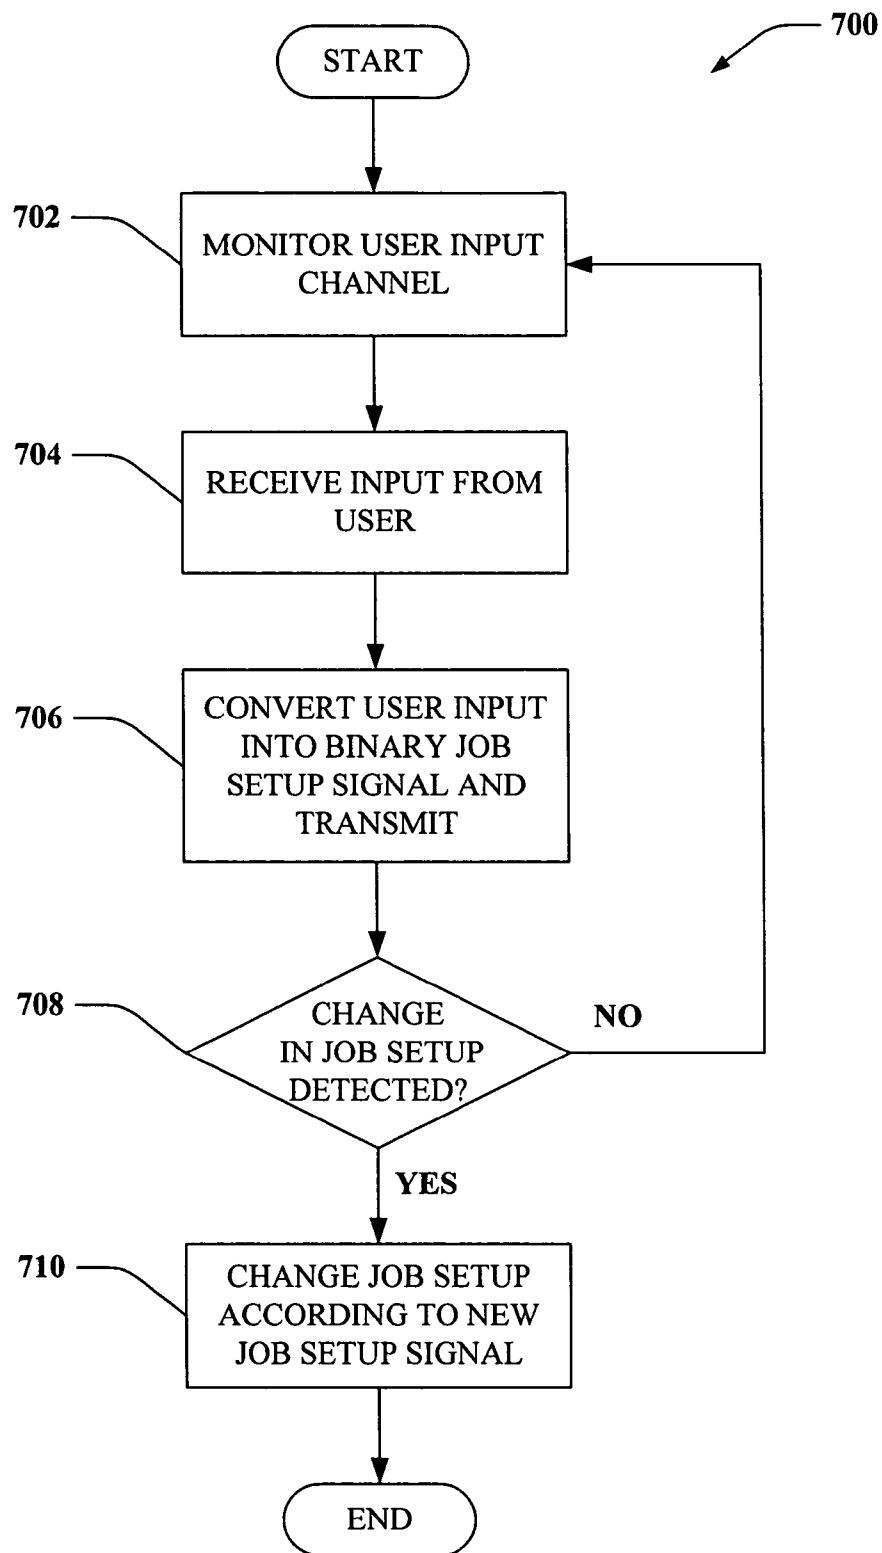 700
START
702
MONITOR USER INPUT
CHANNEL
704
RECEIVE INPUT FROM
USER
706
CONVERT USER INPUT
INTO BINARY JOB
SETUP SIGNAL AND
TRANSMIT
708
CHANGE
IN JOB SETUP
DETECTED?
NO
YES
710
CHANGE JOB SETUP
ACCORDING TO NEW
JOB SETUP SIGNAL
END